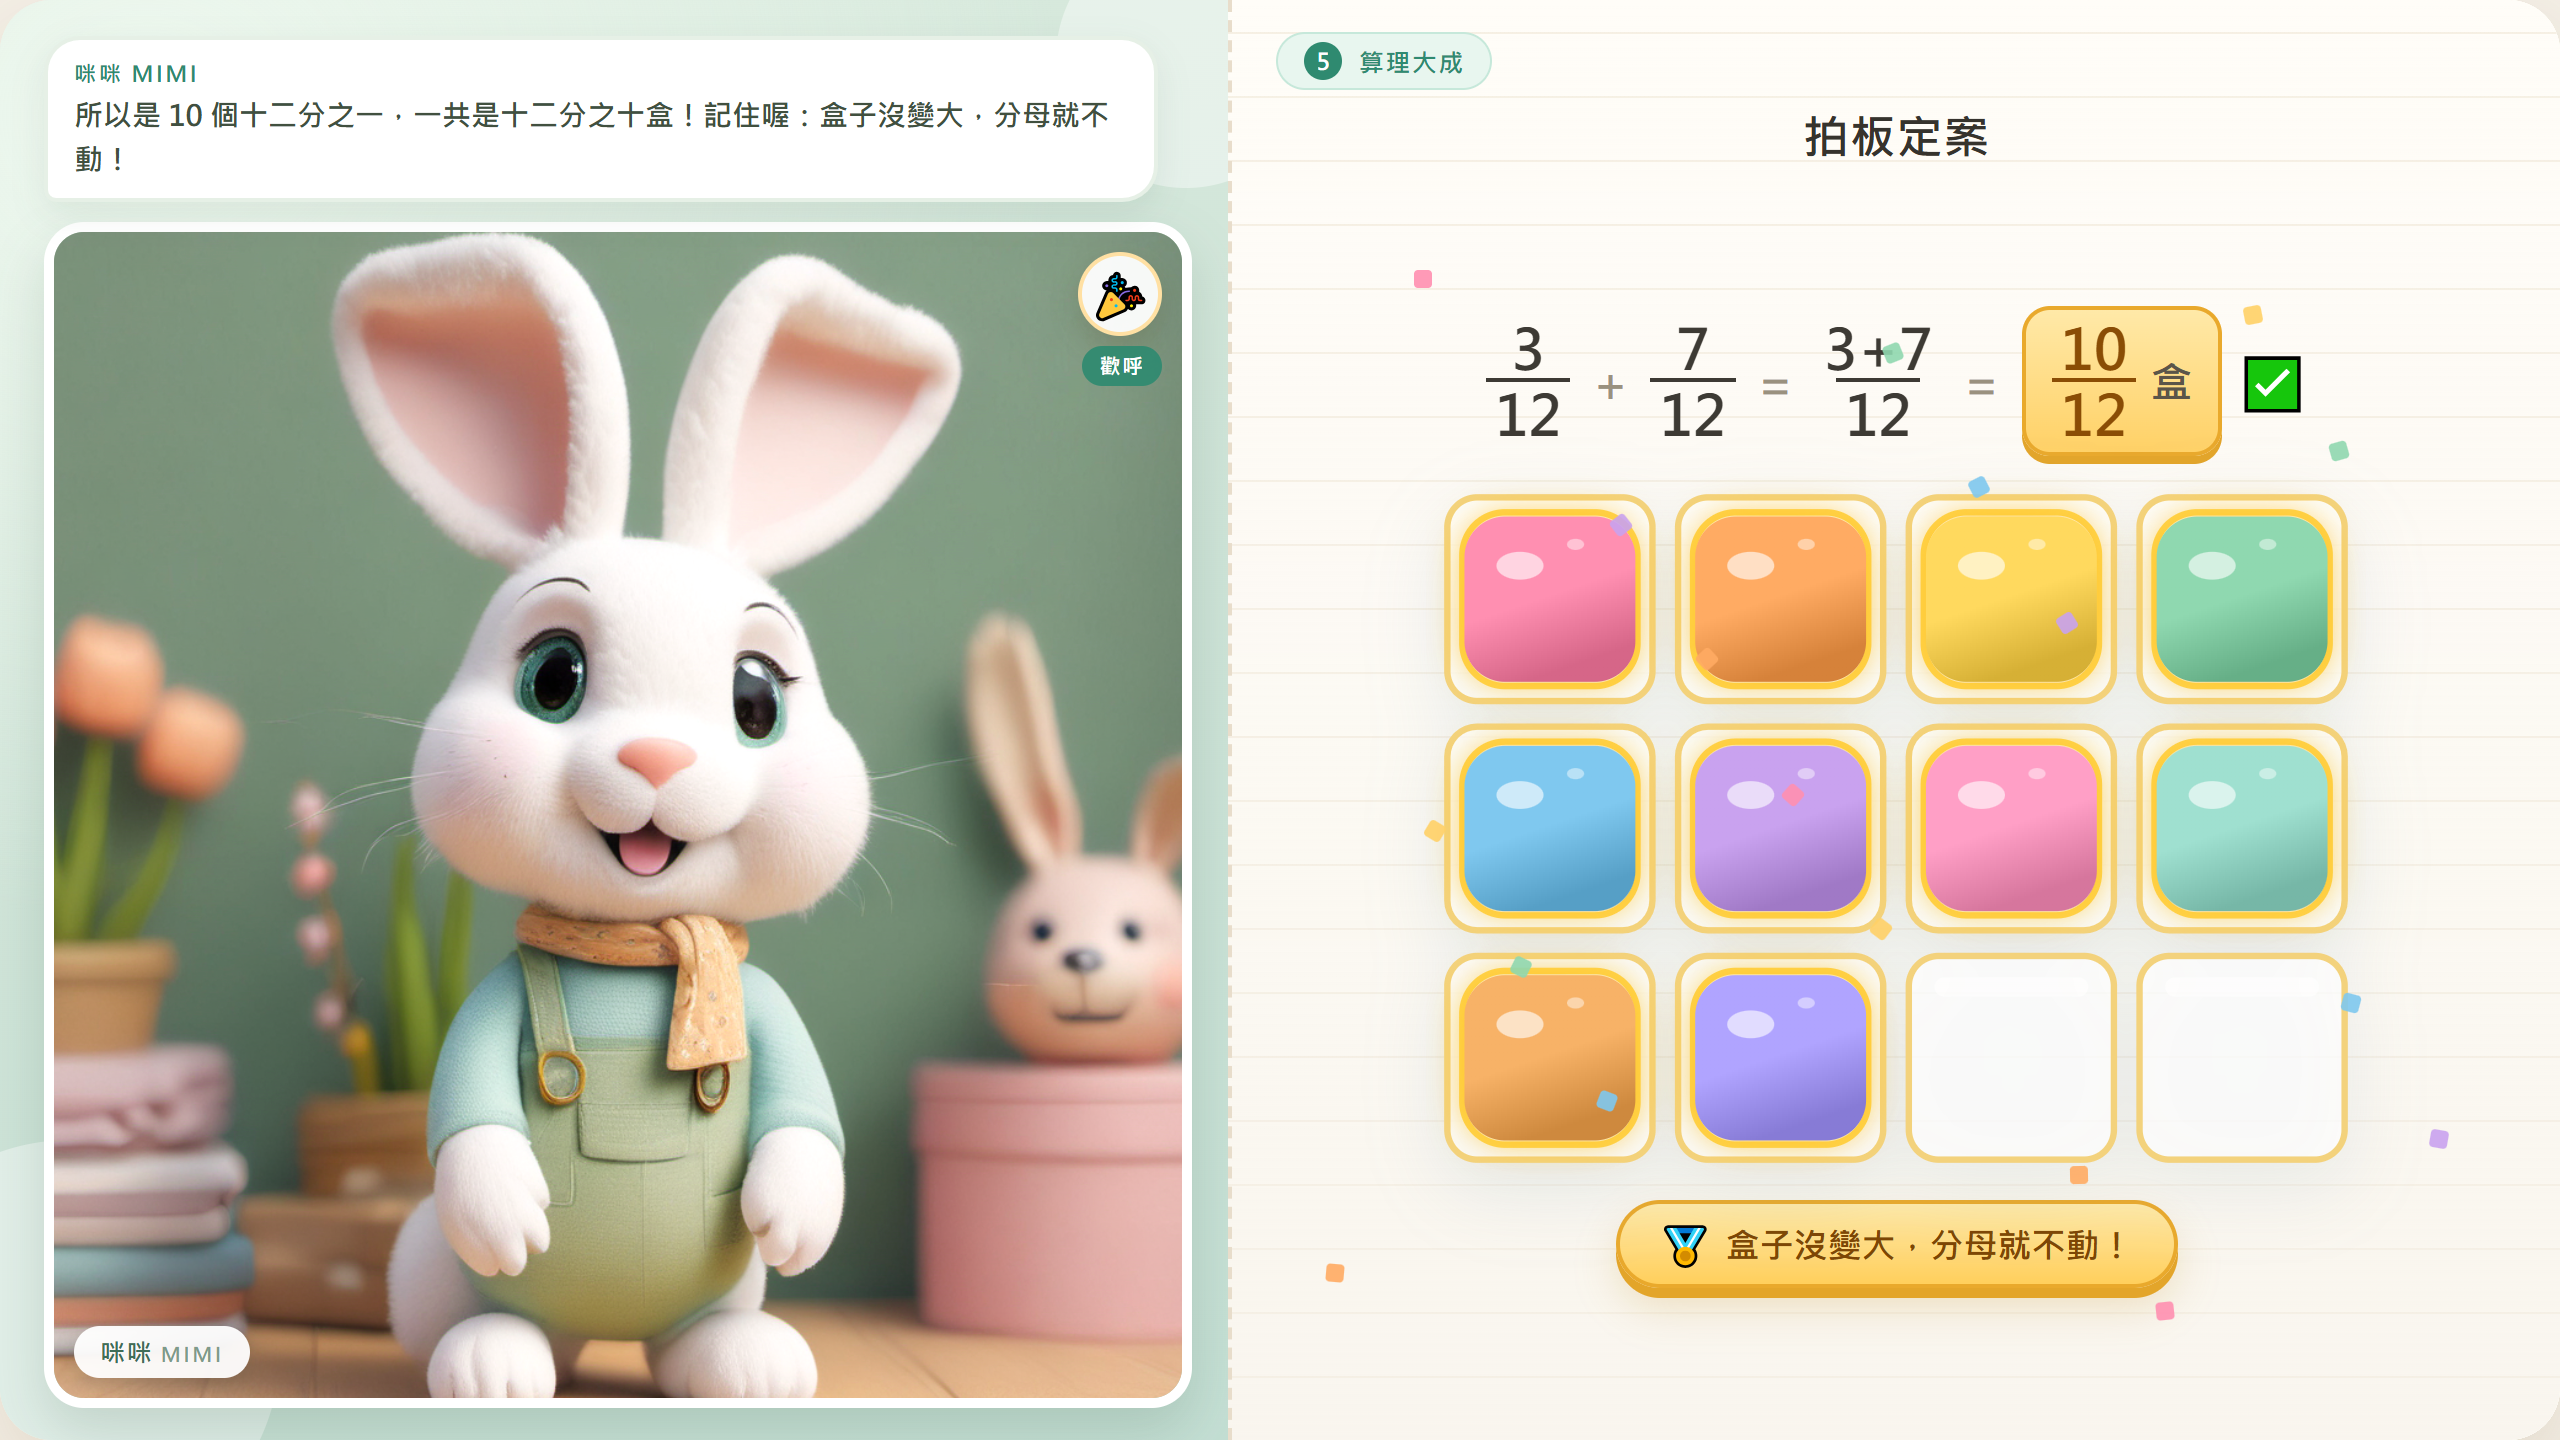 咪咪 MIMI
所以是 10 個十二分之一，一共是十二分之十盒！記住喔：盒子沒變大，分母就不
動！
歡呼
咪咪 MIMI
5 算理大成
拍板定案
3/12 + 7/12 = 3+7/12 = 10/12 盒 ✅
🏅 盒子沒變大，分母就不動！